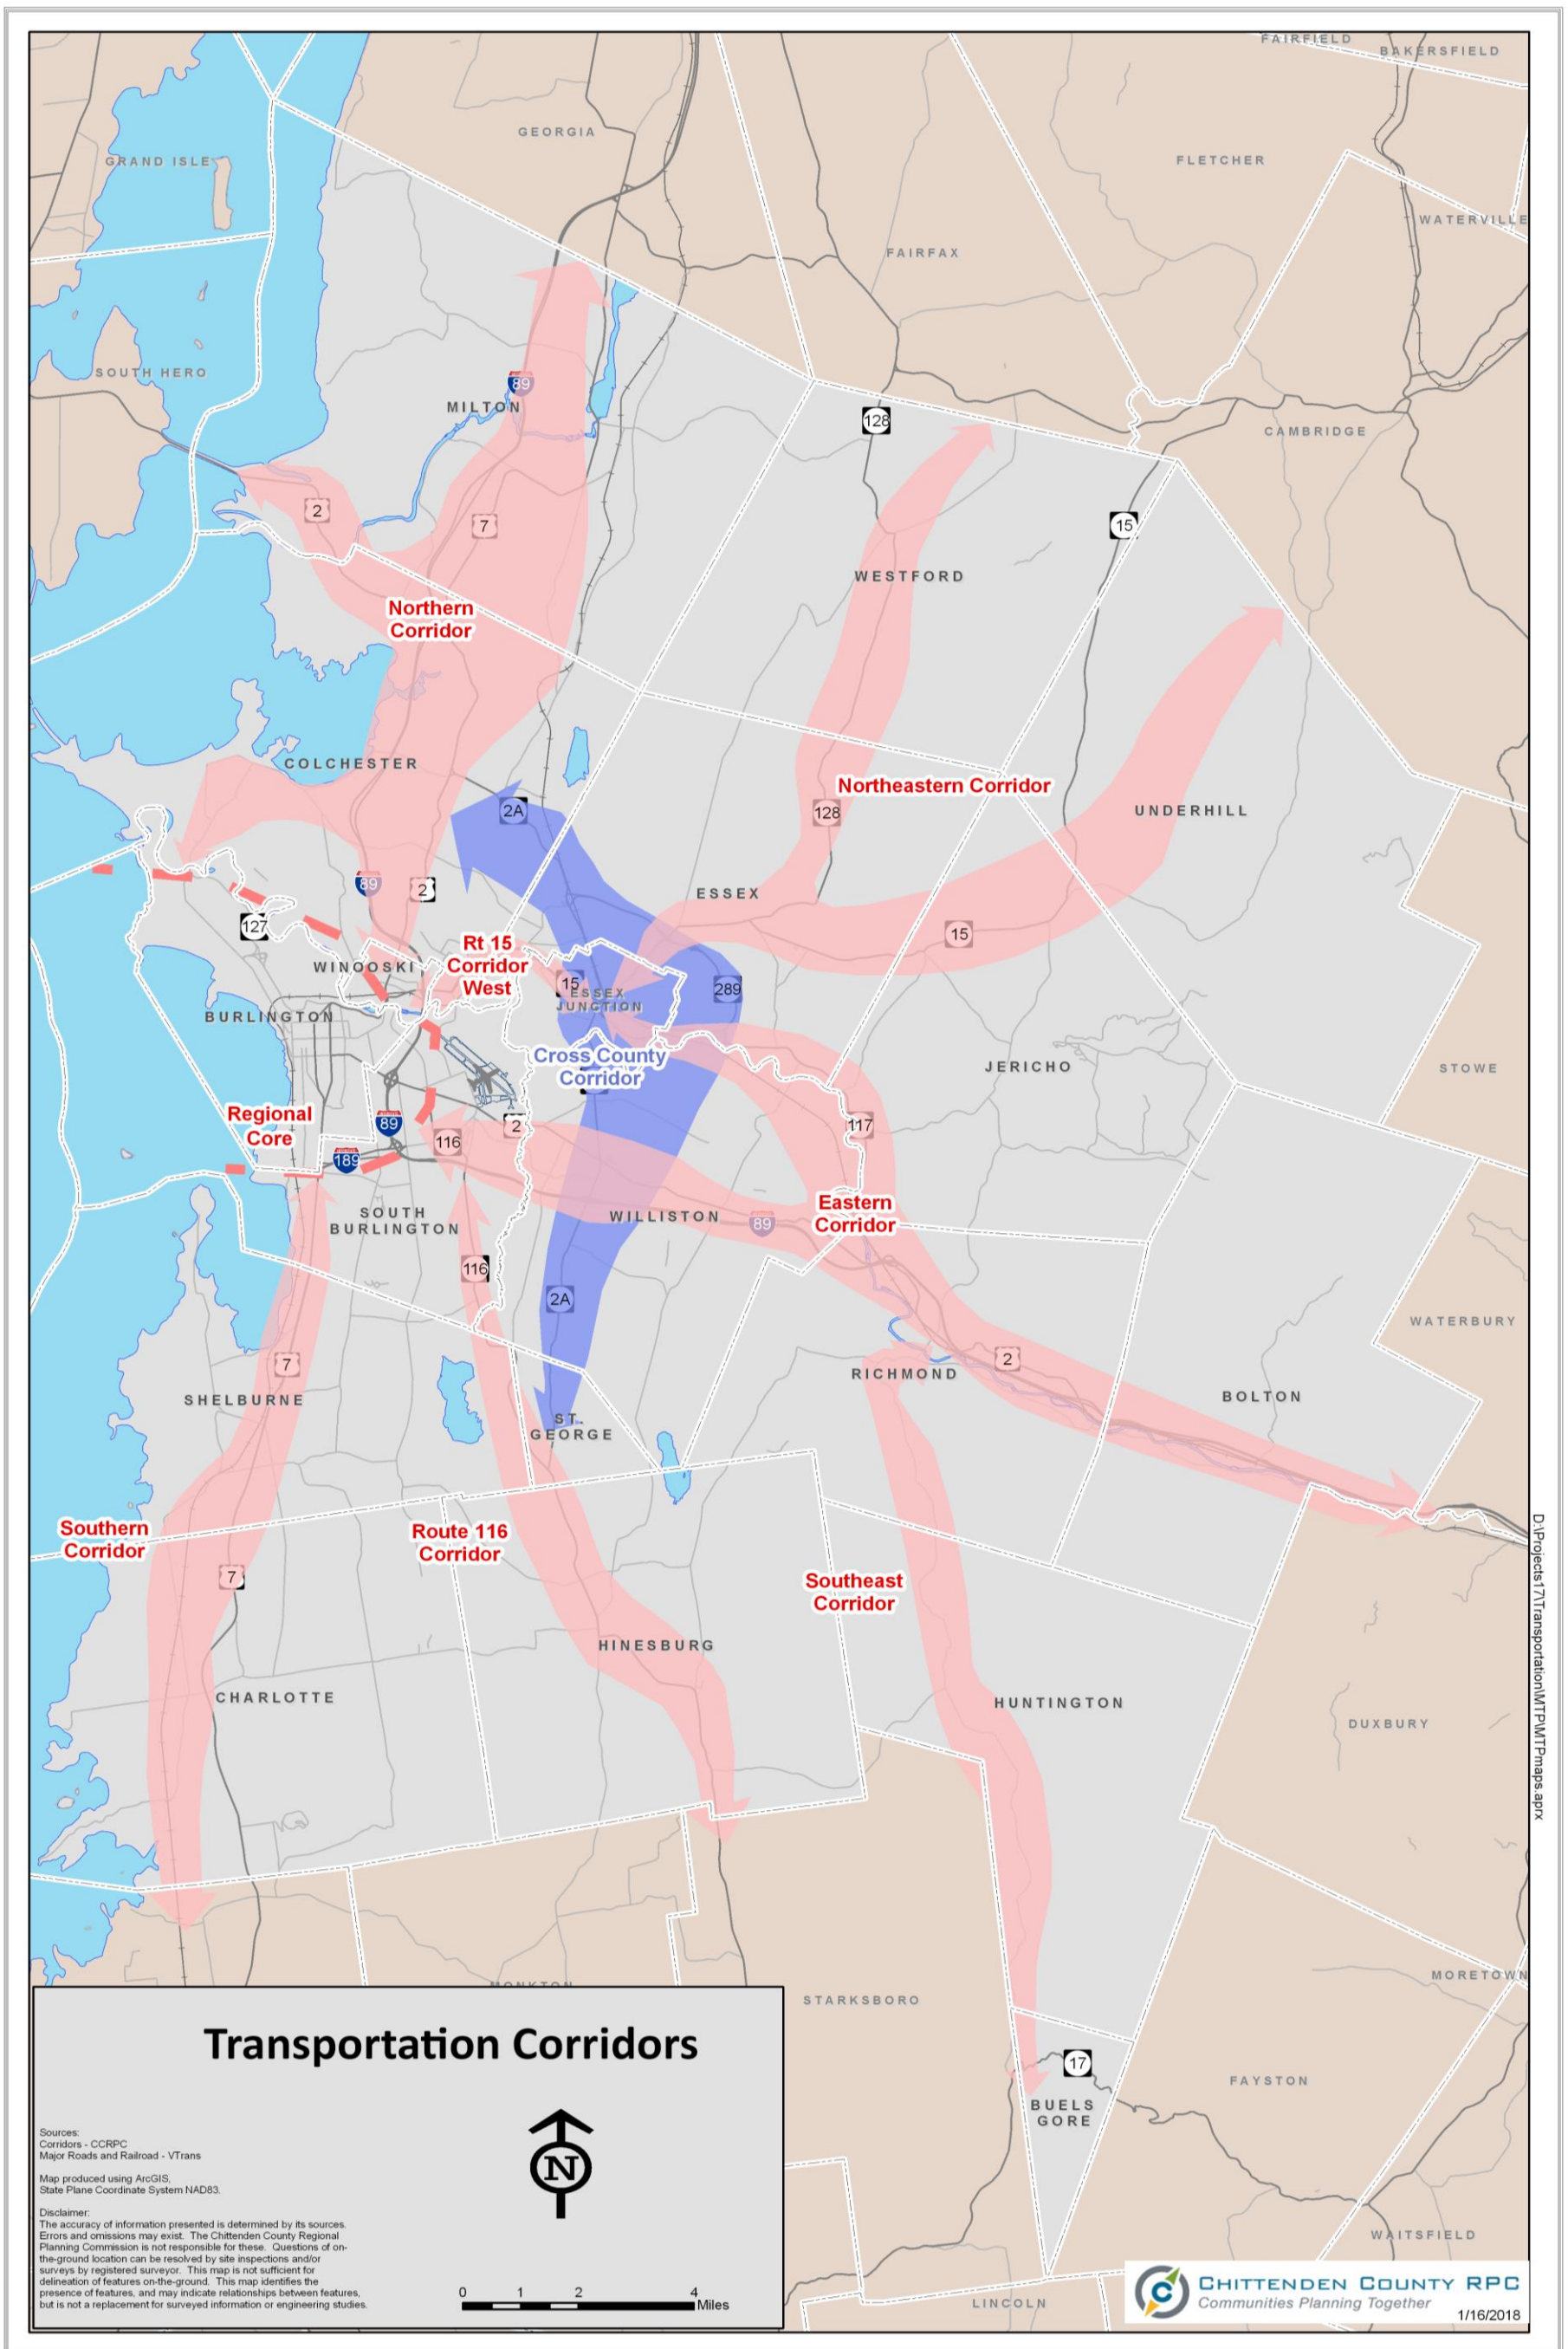 FAIRFIELD
BAKERSFIELD
GEORGIA
GRAND ISLE
FLETCHER
WATERVILLE
FAIRFAX
SOUTH HERO
89
MILTON
128
CAMBRIDGE
2
7
15
WESTFORD
Northern
Corridor
COLCHESTER
Northeastern Corridor
2A
128
UNDERHILL
89
2
ESSEX
127
15
Rt 15
Corridor
West
WINOOSKI
15
ESSEX
JUNCTION
289
BURLINGTON
Cross County
Corridor
JERICHO
STOWE
Regional
Core
89
2
117
116
189
SOUTH
BURLINGTON
WILLISTON
89
Eastern
Corridor
116
2A
WATERBURY
7
2
RICHMOND
SHELBURNE
BOLTON
ST.
GEORGE
Southern
Corridor
Route 116
Corridor
7
Southeast
Corridor
HINESBURG
CHARLOTTE
HUNTINGTON
DUXBURY
D:\Projects17\Transportation\MTP\MTPmaps.aprx
MORETOWN
MONKTON
STARKSBORO
Transportation Corridors
17
FAYSTON
BUELS
GORE
Sources:
Corridors - CCRPC
Major Roads and Railroad - VTrans
Map produced using ArcGIS,
State Plane Coordinate System NAD83.
N
Disclaimer:
The accuracy of information presented is determined by its sources.
Errors and omissions may exist. The Chittenden County Regional
Planning Commission is not responsible for these. Questions of on-
the-ground location can be resolved by site inspections and/or
surveys by registered surveyor. This map is not sufficient for
delineation of features on-the-ground. This map identifies the
presence of features, and may indicate relationships between features,
but is not a replacement for surveyed information or engineering studies.
0 1 2 4
Miles
WAITSFIELD
LINCOLN
C
CHITTENDEN COUNTY RPC
Communities Planning Together
1/16/2018